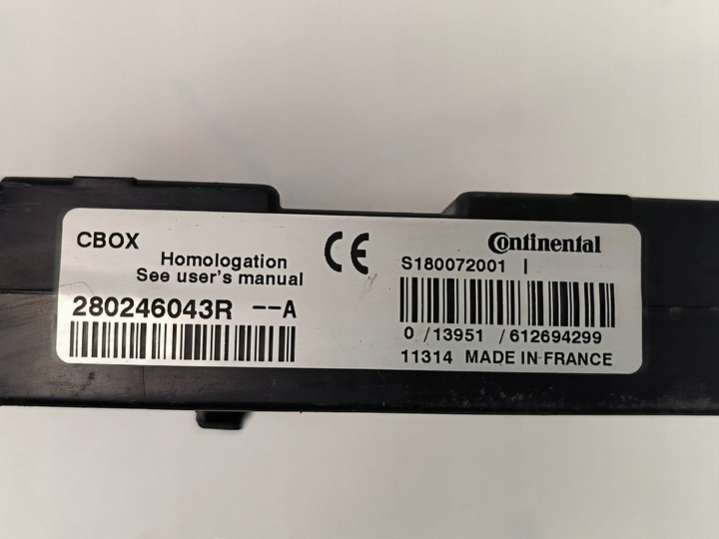 CBOX
Homologation
See user's manual
CE
280246043R --A
Continental
S180072001 I
0 /13951 /612694299
11314 MADE IN FRANCE